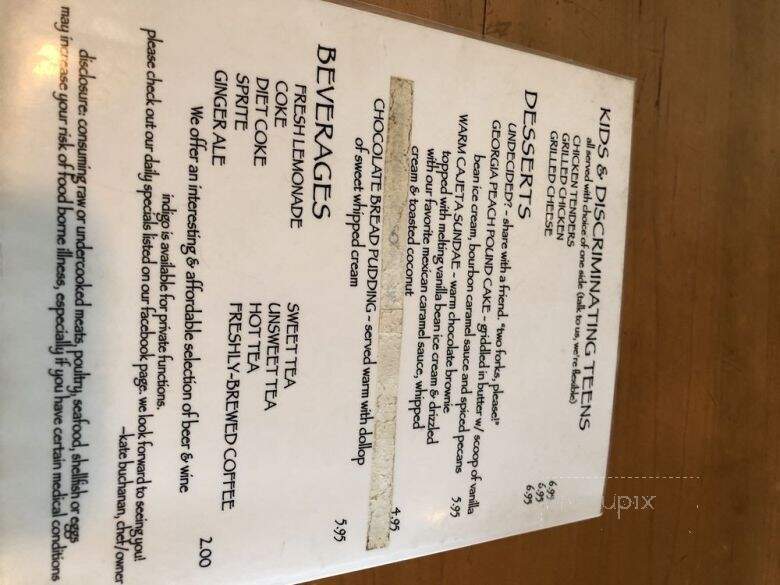 KIDS & DISCRIMINATING TEENS
all served with choice of one side (talk to us, we're flexible)
CHICKEN TENDERS 6.95
GRILLED CHICKEN 6.95
GRILLED CHEESE 6.95
DESSERTS
UNDECIDED? - share with a friend. "two forks, please!"
GEORGIA PEACH POUND CAKE - griddled in butter w/ scoop of vanilla
bean ice cream, bourbon caramel sauce and spiced pecans 5.95
WARM CAJETA SUNDAE - warm chocolate brownie
topped with melting vanilla bean ice cream & drizzled
with our favorite mexican caramel sauce, whipped
cream & toasted coconut
4.95
CHOCOLATE BREAD PUDDING - served warm with dollop
of sweet whipped cream 5.95
BEVERAGES
FRESH LEMONADE SWEET TEA
COKE UNSWEET TEA
DIET COKE HOT TEA
SPRITE FRESHLY-BREWED COFFEE
GINGER ALE 2.00
We offer an interesting & affordable selection of beer & wine
indigo is available for private functions.
please check out our daily specials listed on our facebook page. we look forward to seeing you!
-kate buchanan, chef/owner
disclosure: consuming raw or undercooked meats, poultry, seafood, shellfish or eggs
may increase your risk of food borne illness, especially if you have certain medical conditions